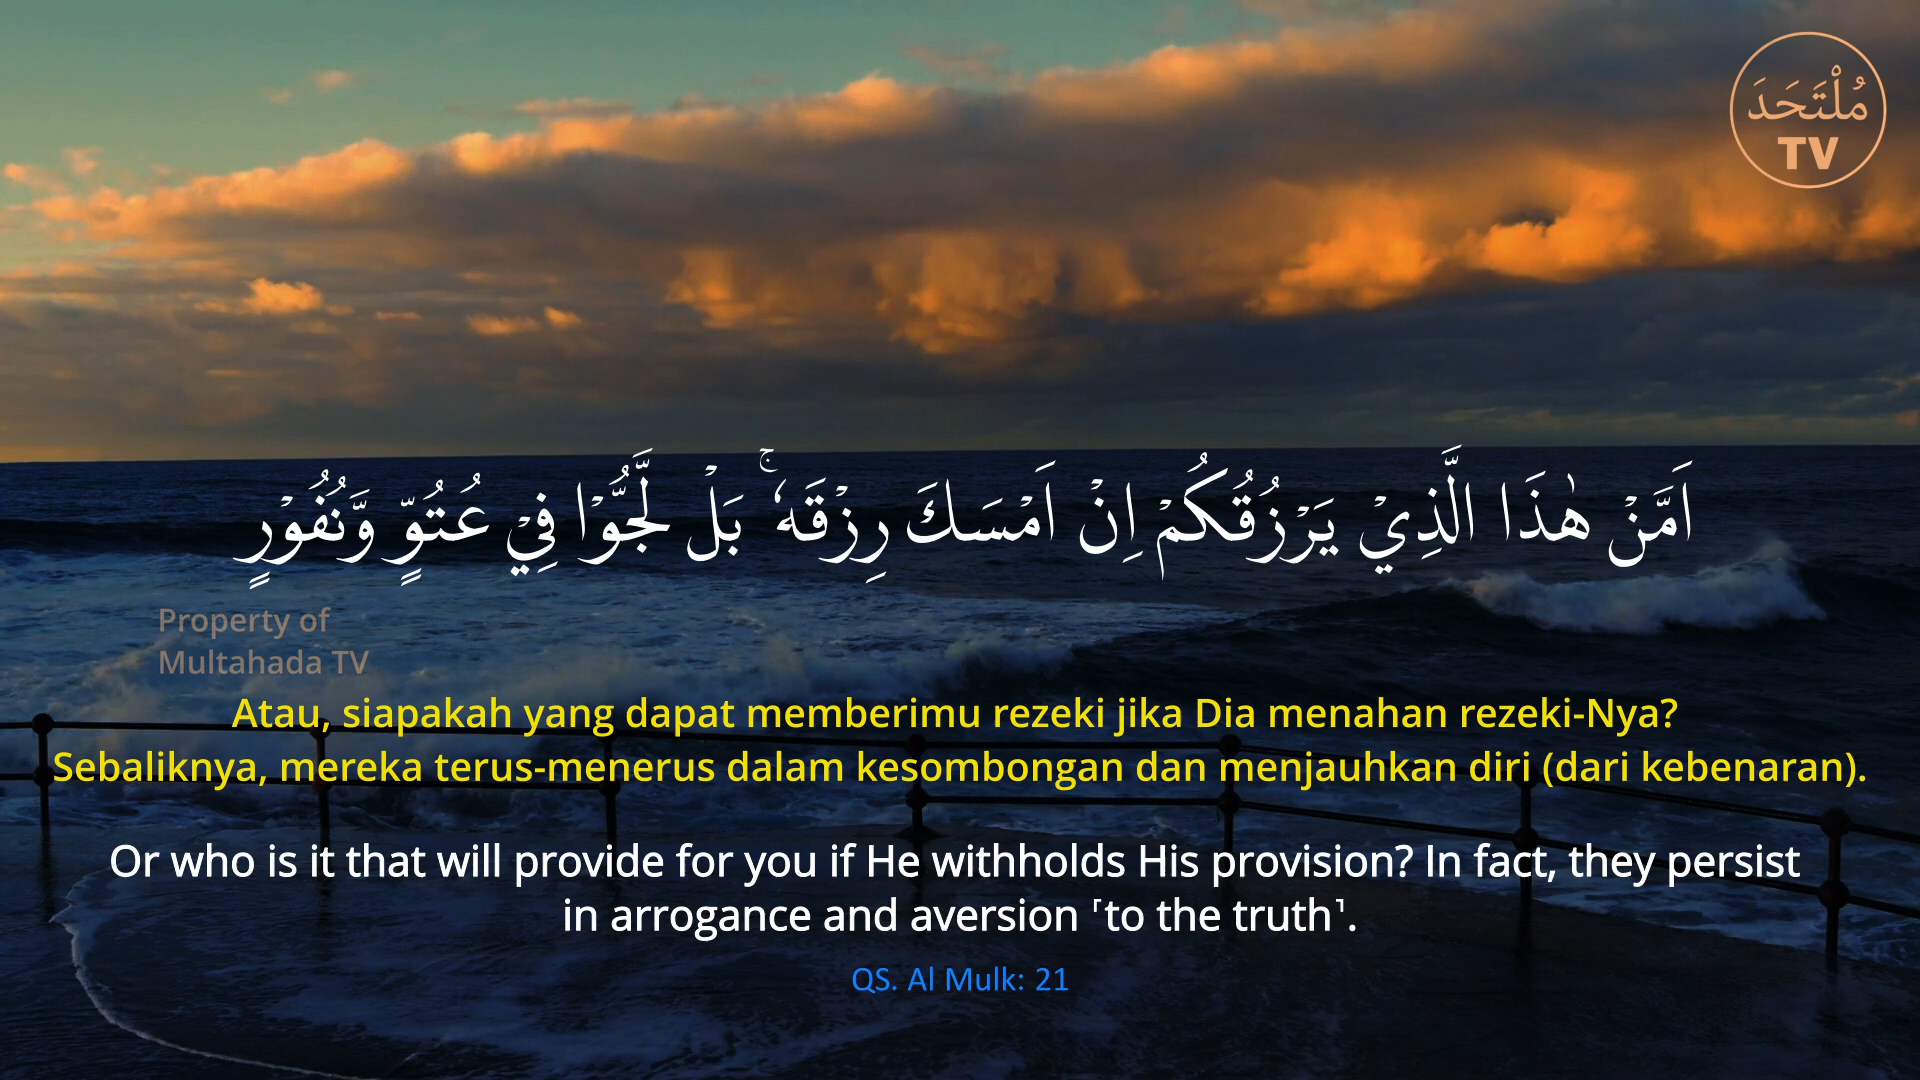 مُلْتَحَدَ
TV
اَمَّنْ هٰذَا الَّذِيْ يَرْزُقُكُمْ اِنْ اَمْسَكَ رِزْقَهٗ ۚ بَلْ لَّجُّوْا فِيْ عُتُوٍّ وَّنُفُوْرٍ
Property of
Multahada TV
Atau, siapakah yang dapat memberimu rezeki jika Dia menahan rezeki-Nya?
Sebaliknya, mereka terus-menerus dalam kesombongan dan menjauhkan diri (dari kebenaran).
Or who is it that will provide for you if He withholds His provision? In fact, they persist
in arrogance and aversion ˹to the truth˺.
QS. Al Mulk: 21